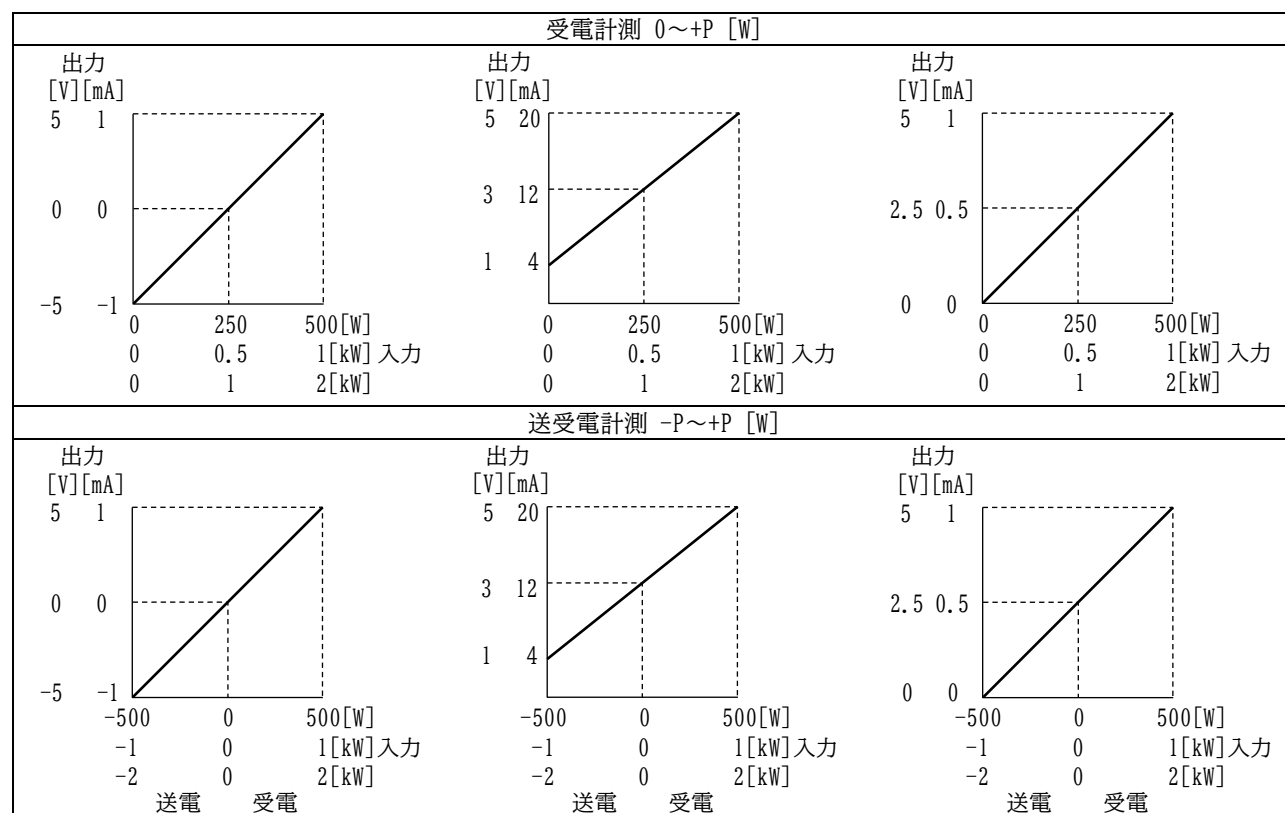 受電計測 0～+P [W]
出力 出力 出力
[V][mA] [V][mA] [V][mA]
5 1 5 20 5 1
3 12
0 0 2.5 0.5
1 4
-5 -1 0 0
0 250 500[W] 0 250 500[W] 0 250 500[W]
0 0.5 1[kW]入力 0 0.5 1[kW]入力 0 0.5 1[kW]入力
0 1 2[kW] 0 1 2[kW] 0 1 2[kW]
送受電計測 -P～+P [W]
出力 出力 出力
[V][mA] [V][mA] [V][mA]
5 1 5 20 5 1
3 12
0 0 2.5 0.5
1 4
-5 -1 0 0
-500 0 500[W] -500 0 500[W] -500 0 500[W]
-1 0 1[kW]入力 -1 0 1[kW]入力 -1 0 1[kW]入力
-2 0 2[kW] -2 0 2[kW] -2 0 2[kW]
送電 受電 送電 受電 送電 受電